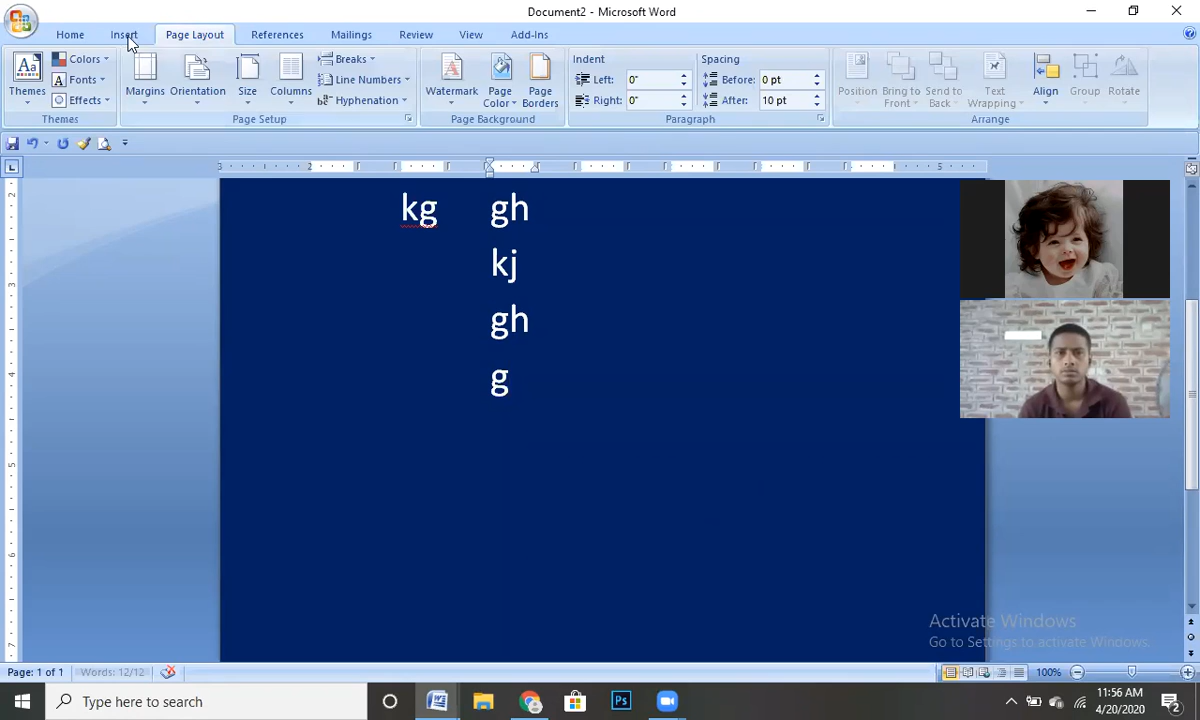 Document2 - Microsoft Word
Home Insert Page Layout References Mailings Review View Add-Ins
Themes
Colors
Fonts
Effects
Themes
Margins Orientation Size Columns
Breaks
Line Numbers
Hyphenation
Page Setup
Watermark Page Color Page Borders
Page Background
Indent
Left: 0"
Right: 0"
Spacing
Before: 0 pt
After: 10 pt
Paragraph
Position Bring to Front Send to Back Text Wrapping Align Group Rotate
Arrange
kg gh
kj
gh
g
Activate Windows
Go to Settings to activate Windows.
Page: 1 of 1 Words: 12/12 100%
Type here to search
11:56 AM
4/20/2020